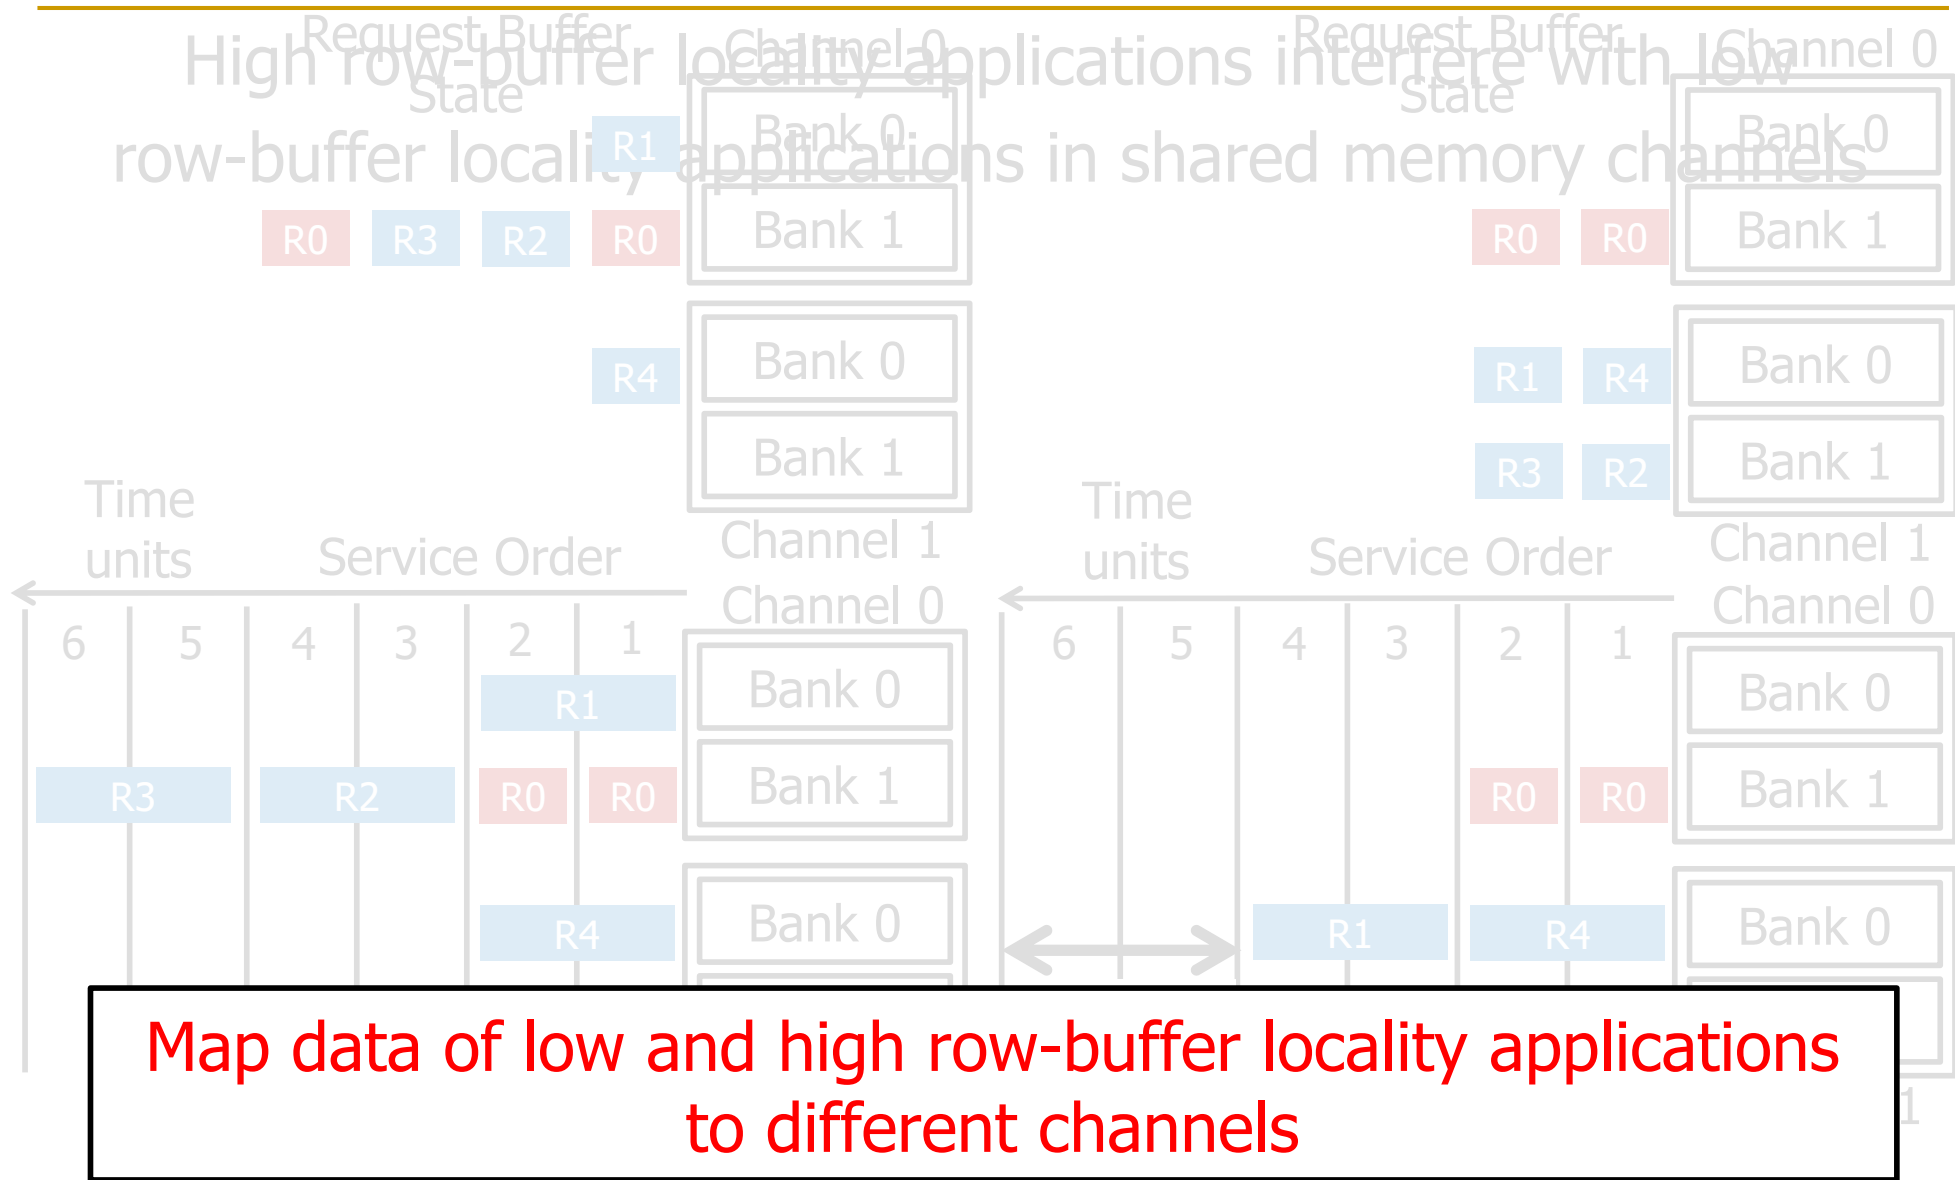 High row-buffer locality applications interfere with low
row-buffer locality applications in shared memory channels
Request Buffer
State
Channel 0
Bank 0
Bank 1
R1
R0 R3 R2 R0
R4
Bank 0
Bank 1
Channel 1
Time
units
Service Order
6 5 4 3 2 1
Channel 0
Bank 0
Bank 1
R1
R3 R2 R0 R0
R4
Bank 0
Request Buffer
State
Channel 0
Bank 0
Bank 1
R0 R0
R1 R4
Bank 0
R3 R2
Bank 1
Channel 1
Time
units
Service Order
6 5 4 3 2 1
Channel 0
Bank 0
Bank 1
R0 R0
R1 R4
Bank 0
1
Map data of low and high row-buffer locality applications
to different channels